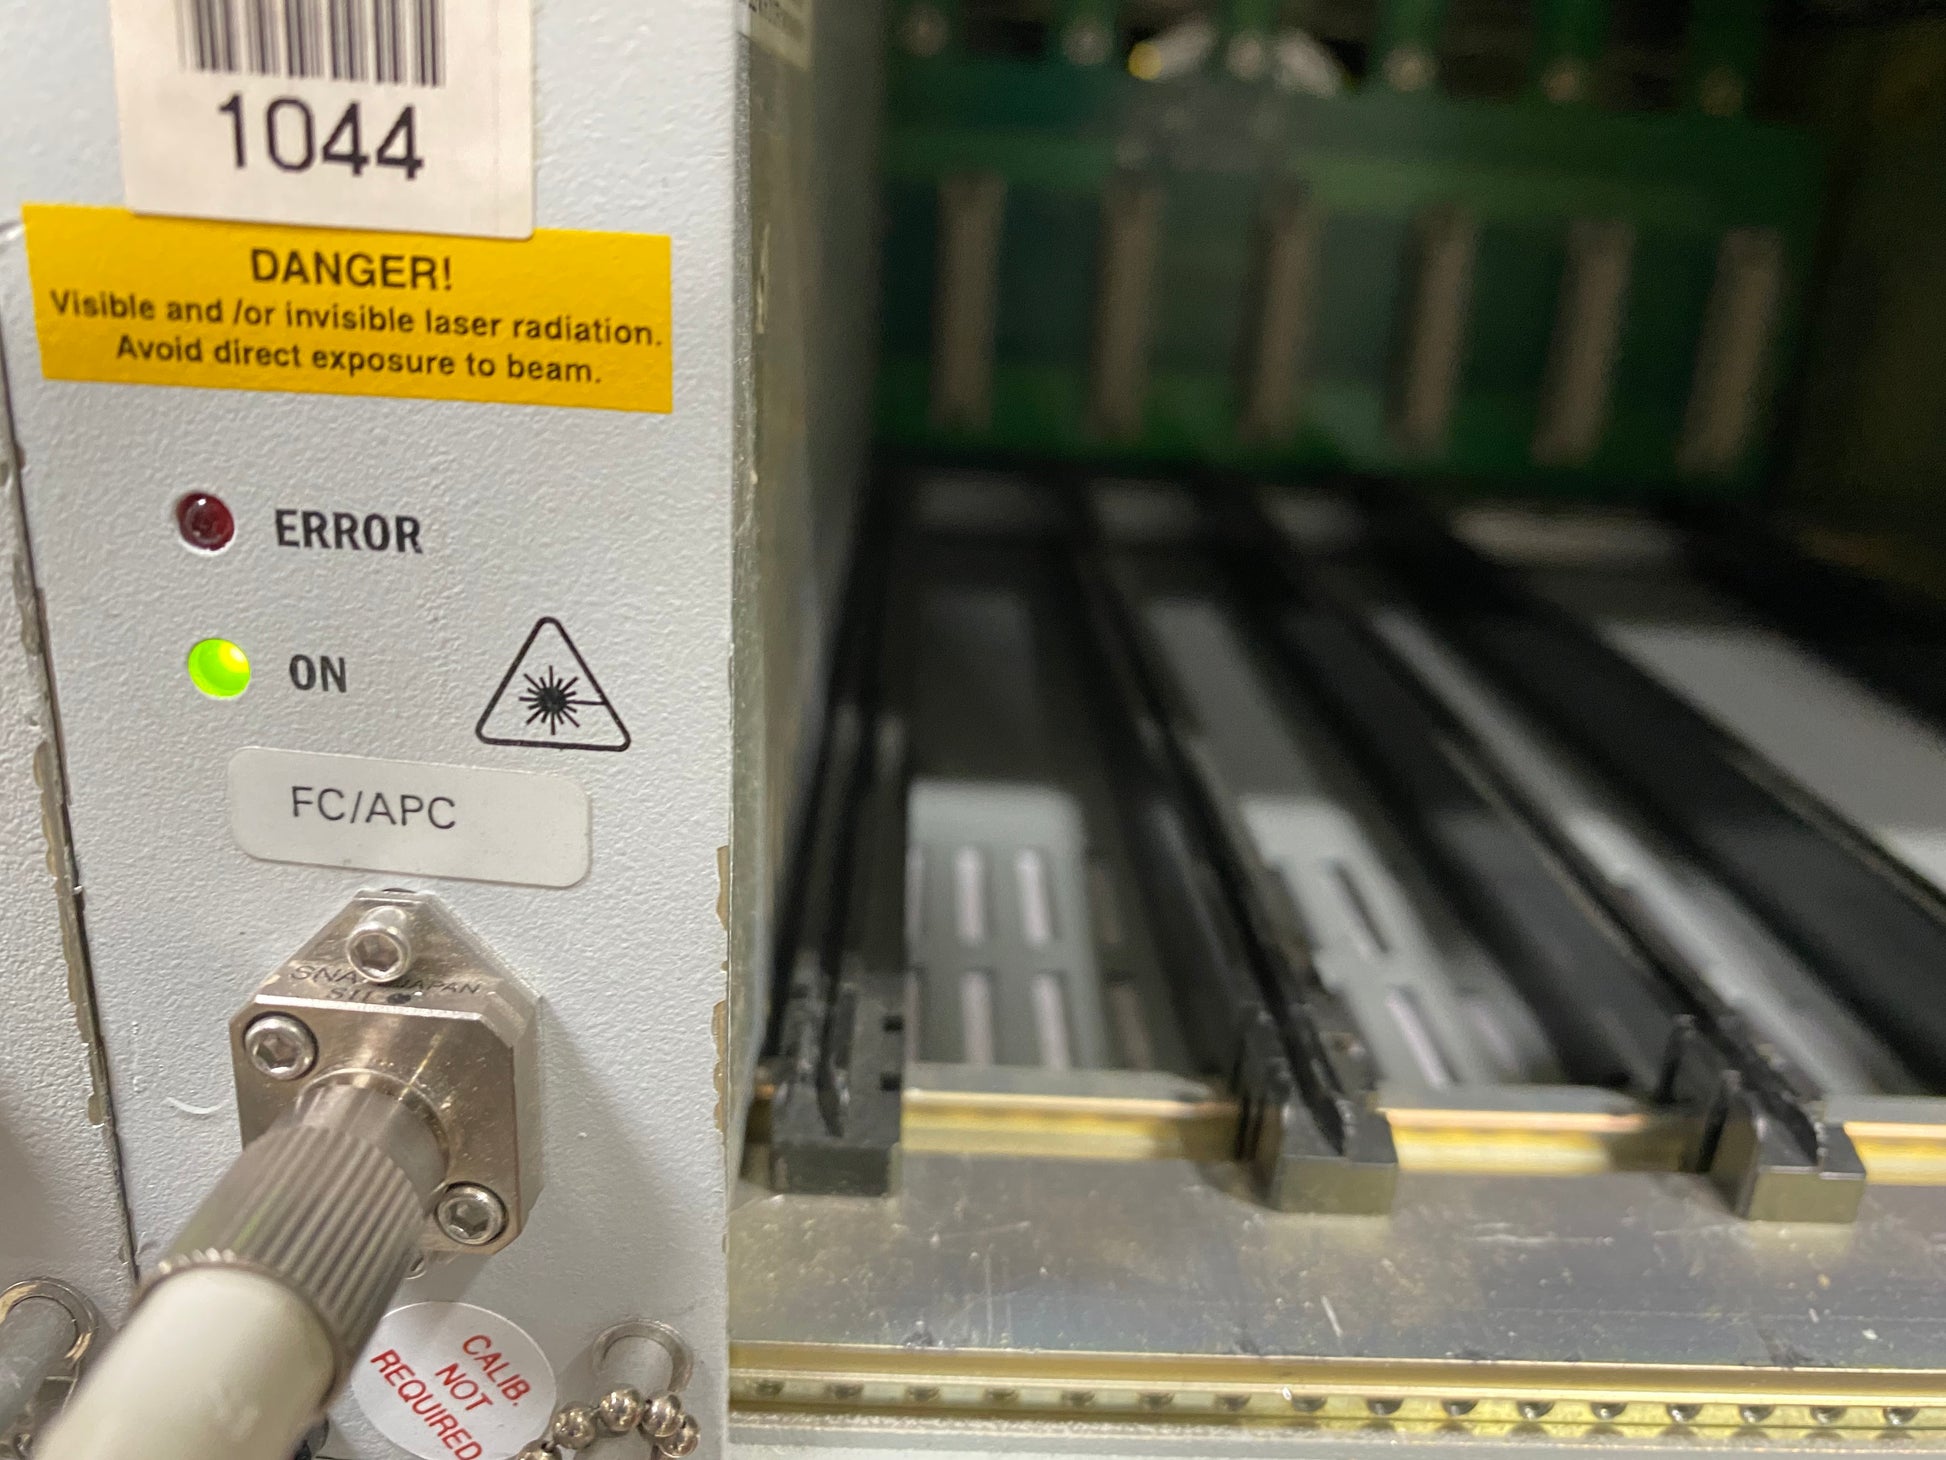 1044
DANGER!
Visible and /or invisible laser radiation.
Avoid direct exposure to beam.
ERROR
ON
FC/APC
JAPAN
CALIB.
NOT
REQUIRED